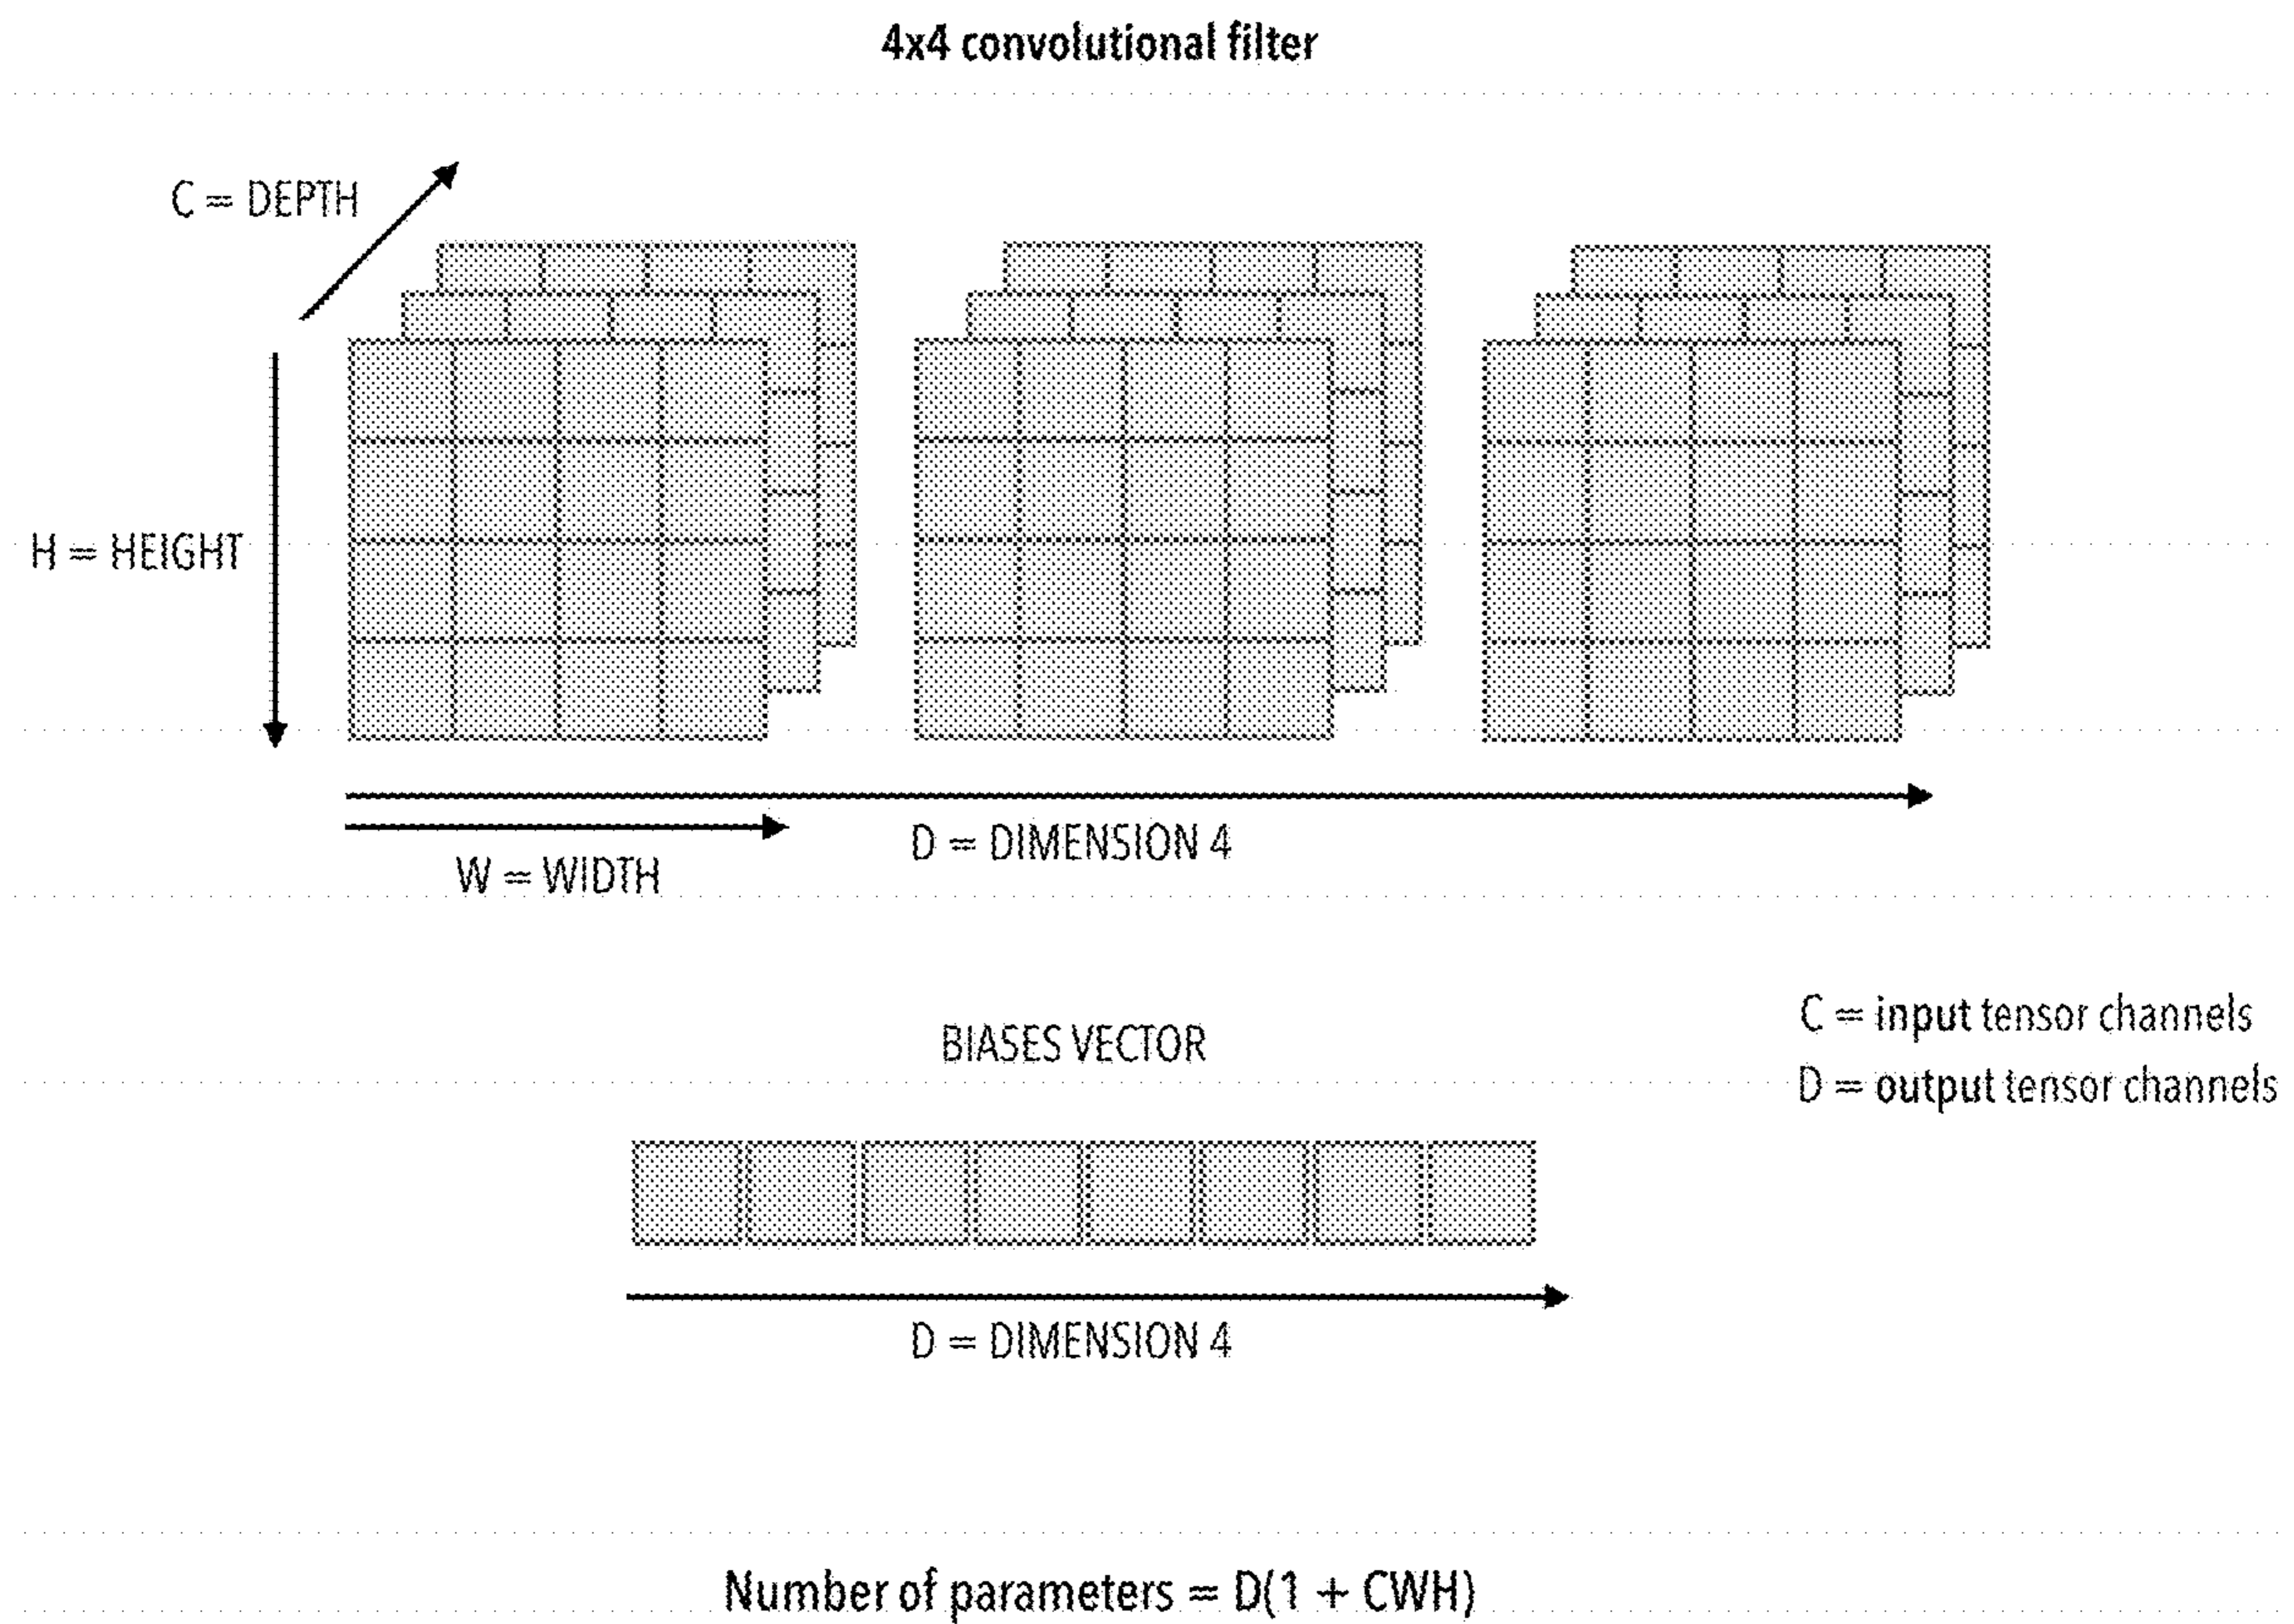 4x4 convolutional filter
C = DEPTH
H = HEIGHT
D = DIMENSION 4
W = WIDTH
BIASES VECTOR
C = input tensor channels
D = output tensor channels
D = DIMENSION 4
Number of parameters = D(1 + CWH)